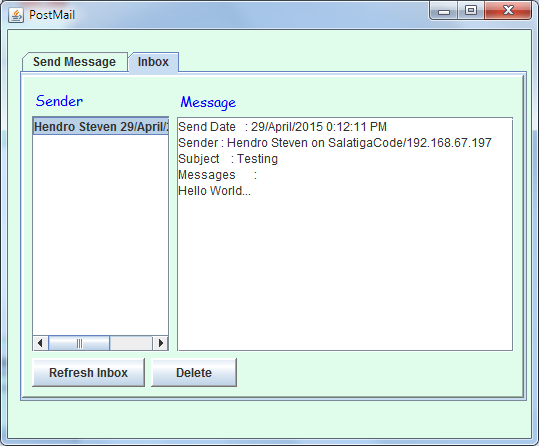 PostMail
Send Message Inbox
Sender
Message
Hendro Steven 29/April/
Send Date : 29/April/2015 0:12:11 PM
Sender : Hendro Steven on SalatigaCode/192.168.67.197
Subject : Testing
Messages :
Hello World...
Refresh Inbox Delete